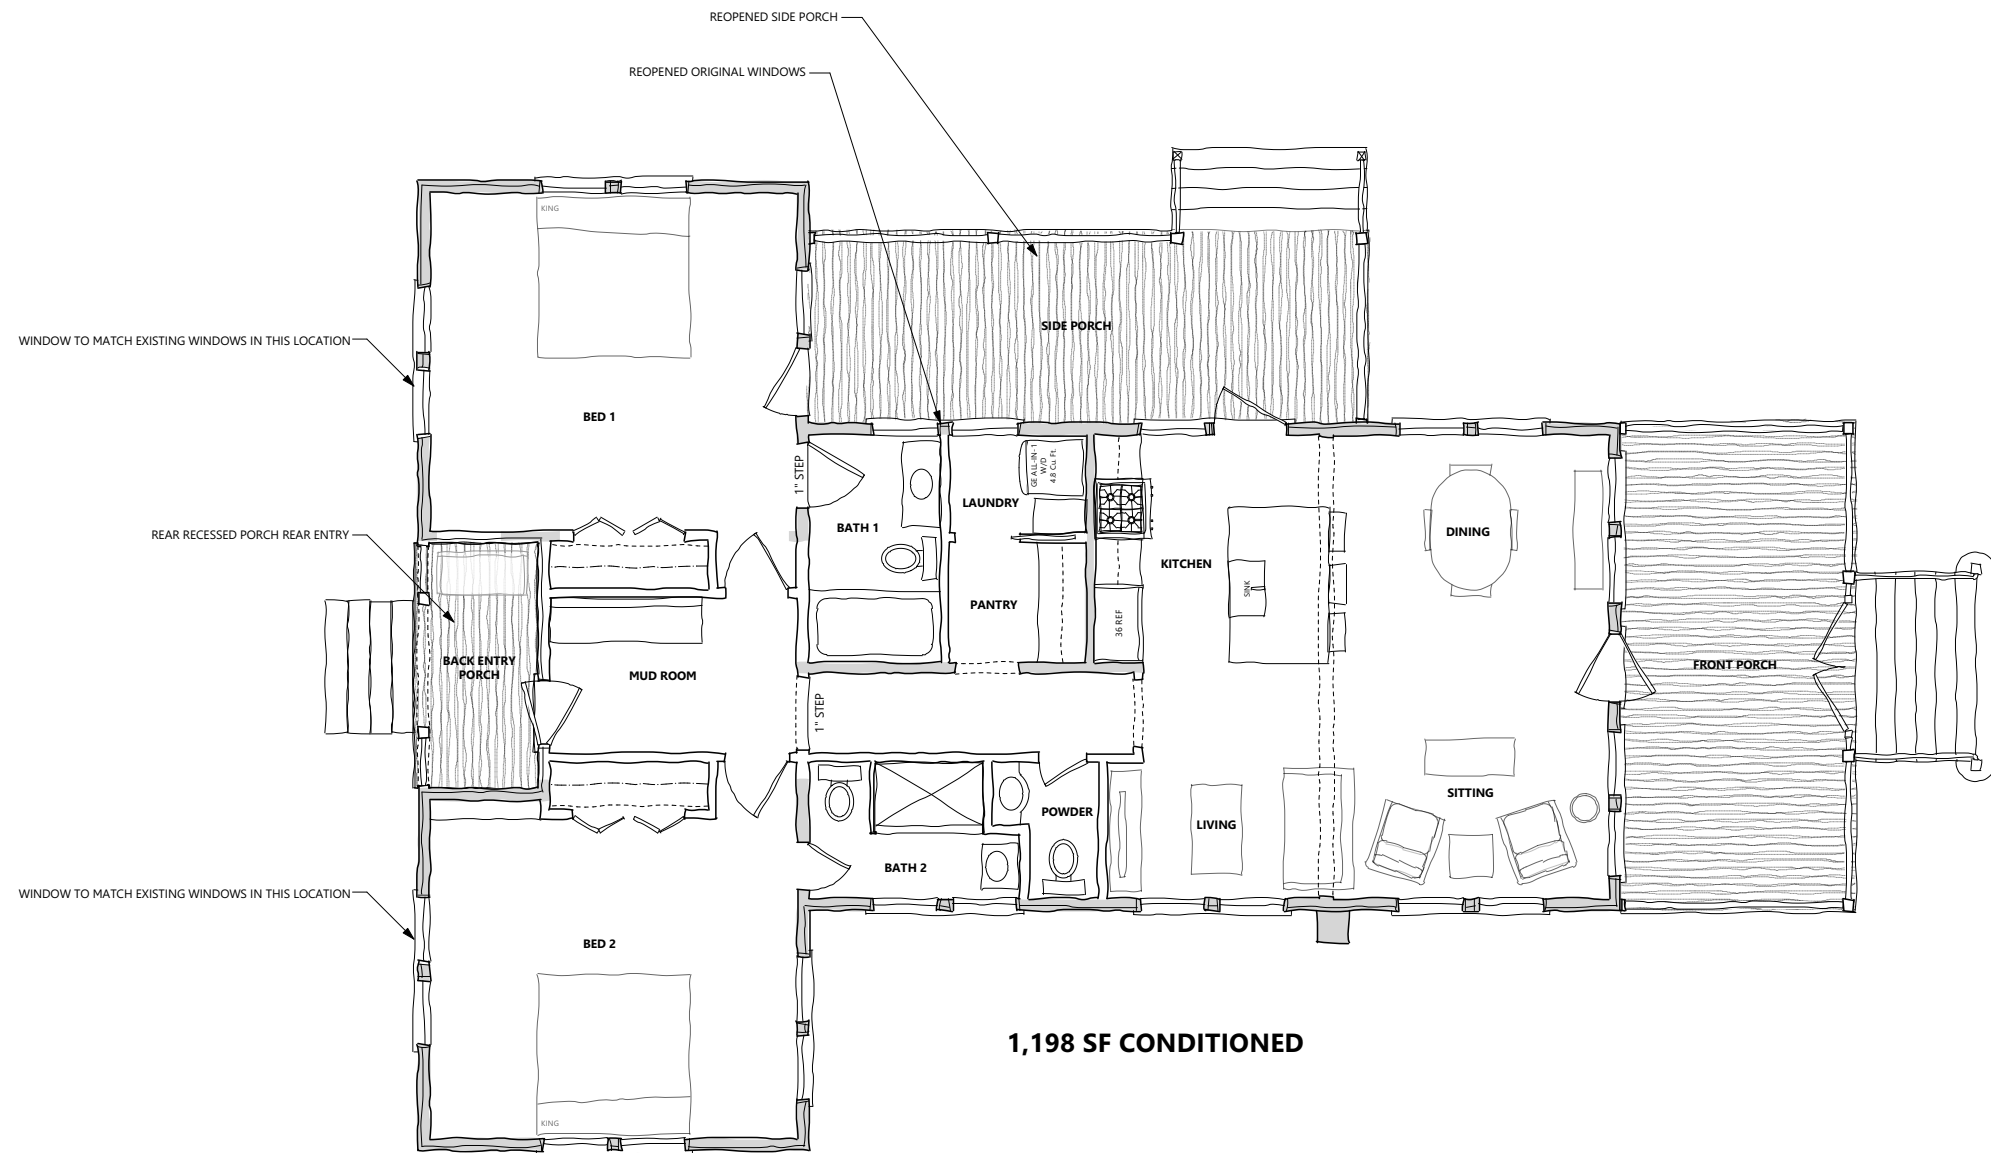 REOPENED SIDE PORCH
REOPENED ORIGINAL WINDOWS
KING
SIDE PORCH
WINDOW TO MATCH EXISTING WINDOWS IN THIS LOCATION
BED 1
1" STEP
GE ALL-IN-1
W/D
4.8 Cu. Ft.
LAUNDRY
BATH 1
REAR RECESSED PORCH REAR ENTRY
DINING
KITCHEN
SINK
PANTRY
36 REF
BACK ENTRY
PORCH
MUD ROOM
FRONT PORCH
1" STEP
SITTING
POWDER
LIVING
BATH 2
WINDOW TO MATCH EXISTING WINDOWS IN THIS LOCATION
BED 2
1,198 SF CONDITIONED
KING